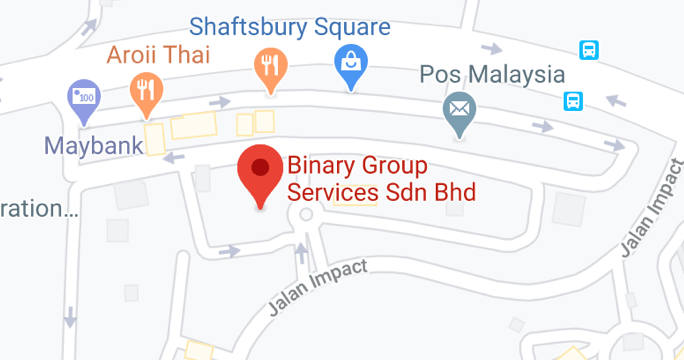 Shaftsbury Square
Aroii Thai
Pos Malaysia
100
Maybank
Binary Group
Services Sdn Bhd
ration...
Jalan Impact
Jalan Impact